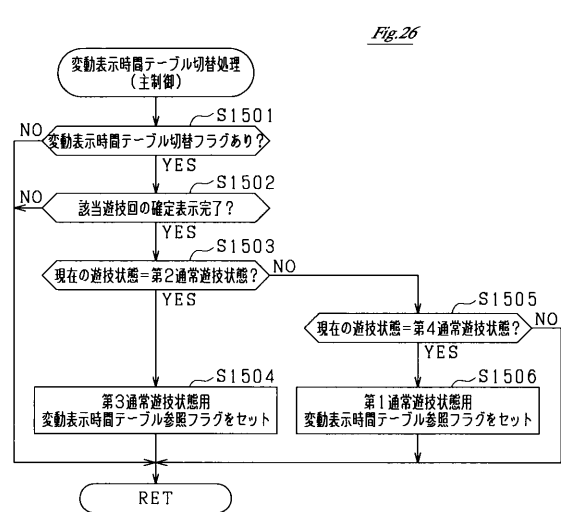 Fig.26
変動表示時間テーブル切替処理
(主制御)
S1501
NO
変動表示時間テーブル切替フラグあり?
YES
S1502
NO
該当遊技回の確定表示完了?
YES
S1503
現在の遊技状態=第2通常遊技状態?
NO
YES
S1505
現在の遊技状態=第4通常遊技状態?
NO
YES
S1504
第3通常遊技状態用
変動表示時間テーブル参照フラグをセット
S1506
第1通常遊技状態用
変動表示時間テーブル参照フラグをセット
RET